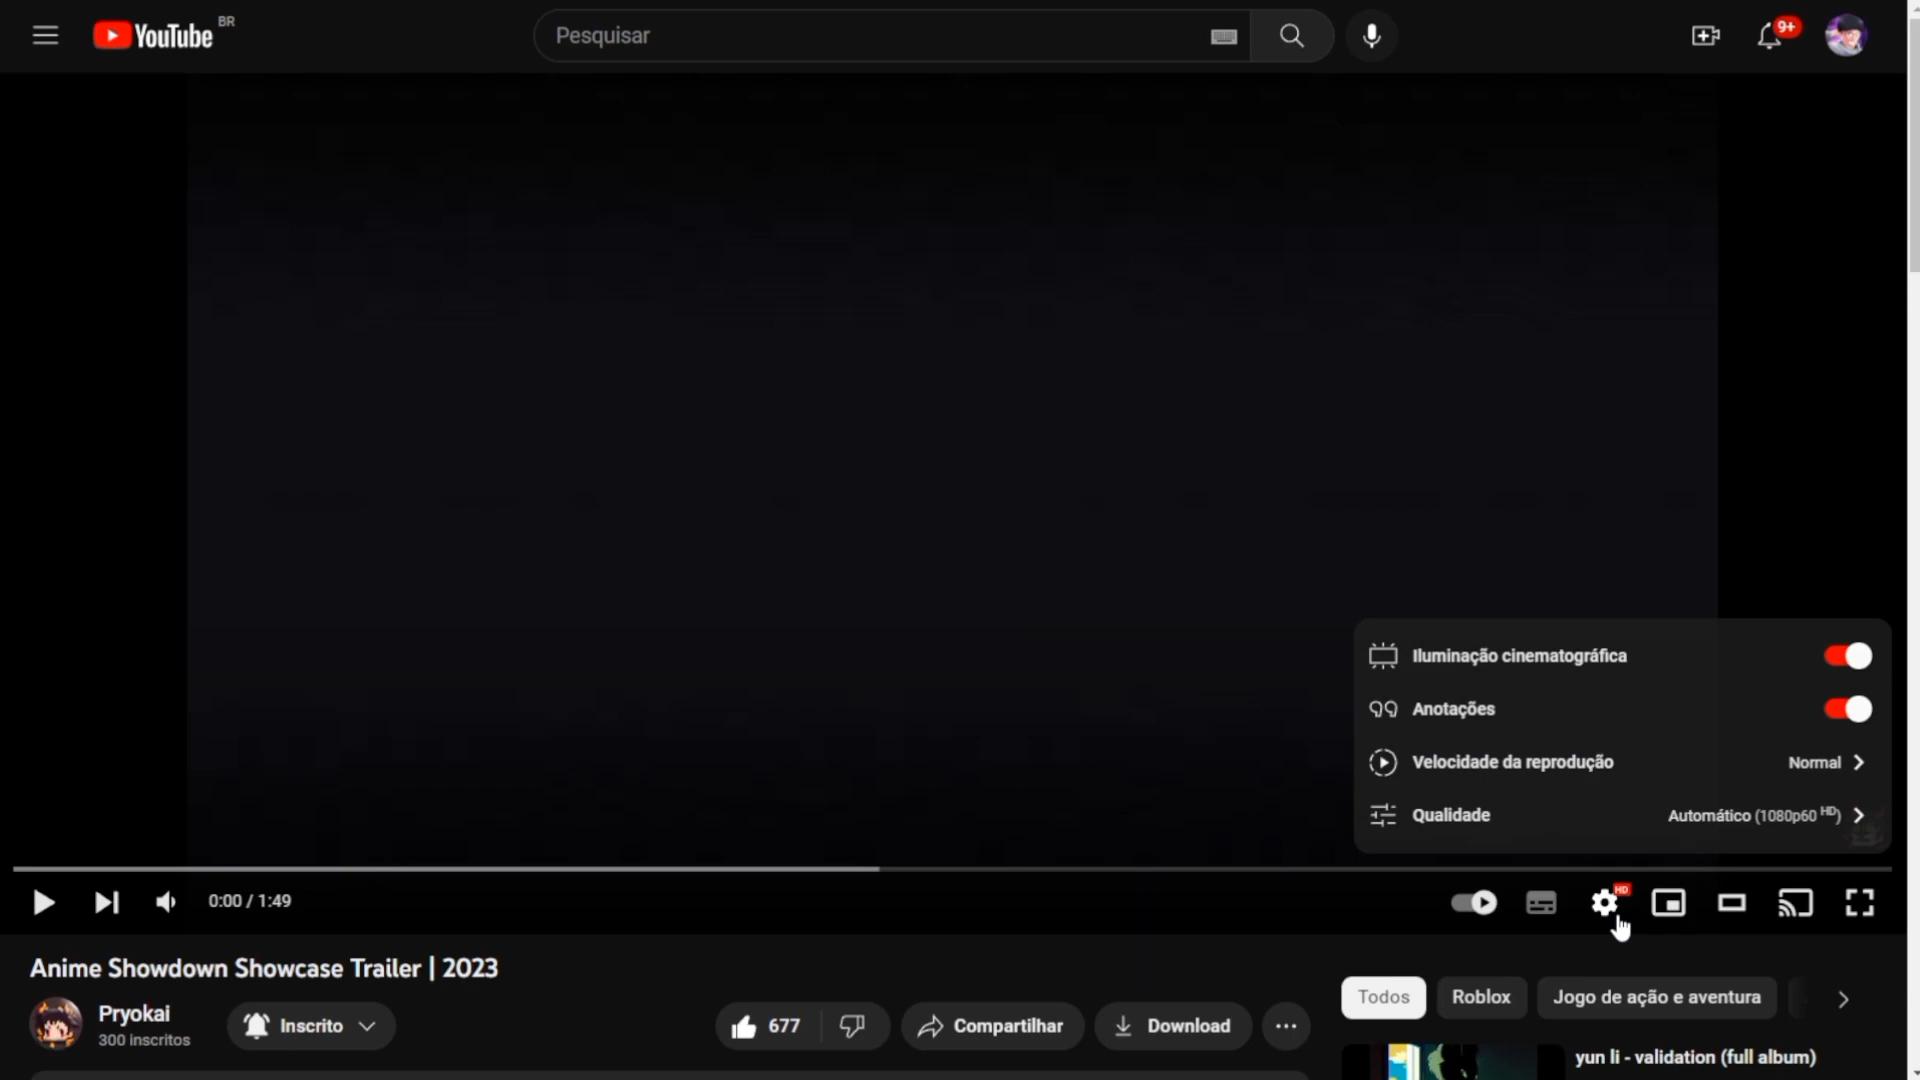 YouTube BR
Pesquisar
9+
Iluminação cinematográfica
Anotações
Velocidade da reprodução Normal
Qualidade Automático (1080p60 HD)
0:00 / 1:49
HD
Anime Showdown Showcase Trailer | 2023
Pryokai
300 inscritos
Inscrito
677
Compartilhar
Download
Todos
Roblox
Jogo de ação e aventura
yun li - validation (full album)